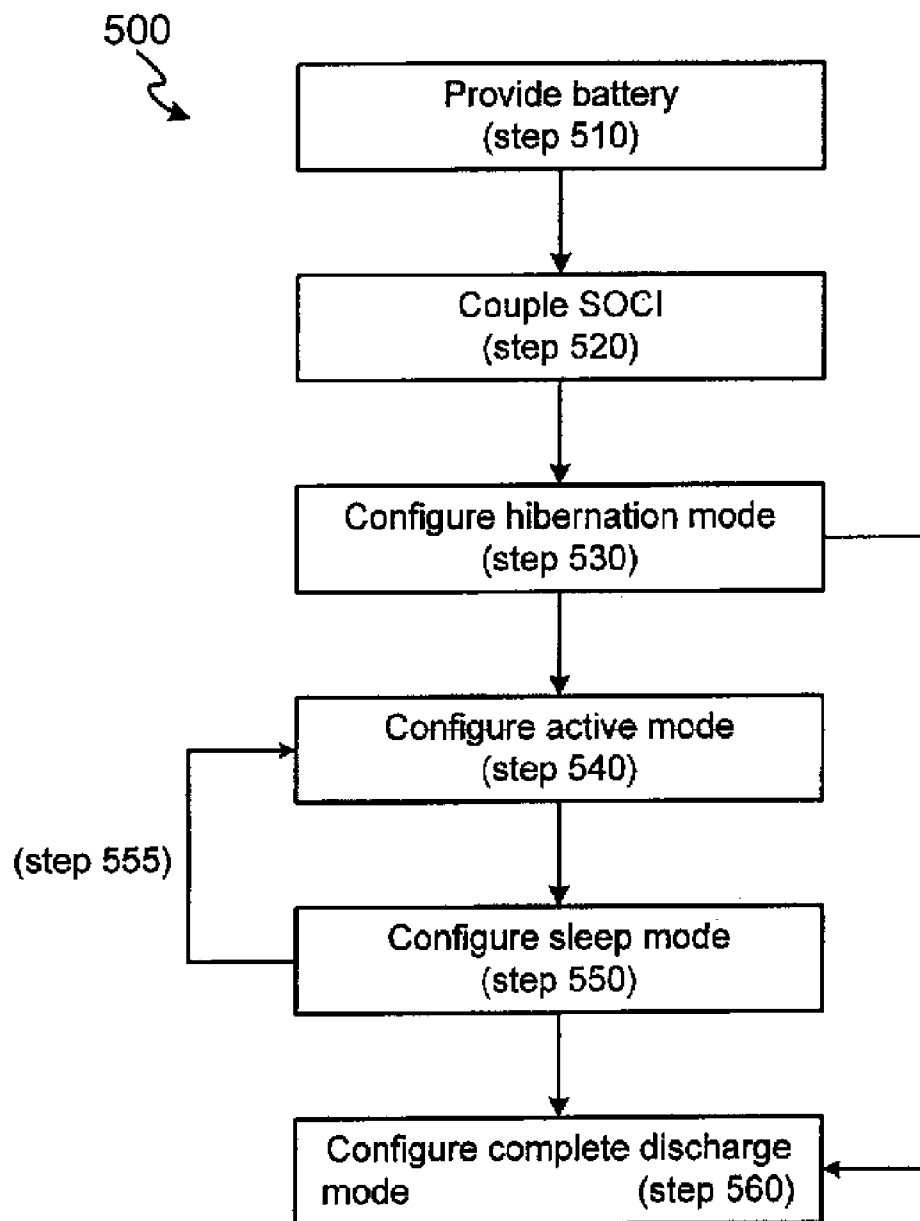 500
Provide battery
(step 510)
Couple SOCI
(step 520)
Configure hibernation mode
(step 530)
Configure active mode
(step 540)
(step 555)
Configure sleep mode
(step 550)
Configure complete discharge
mode (step 560)